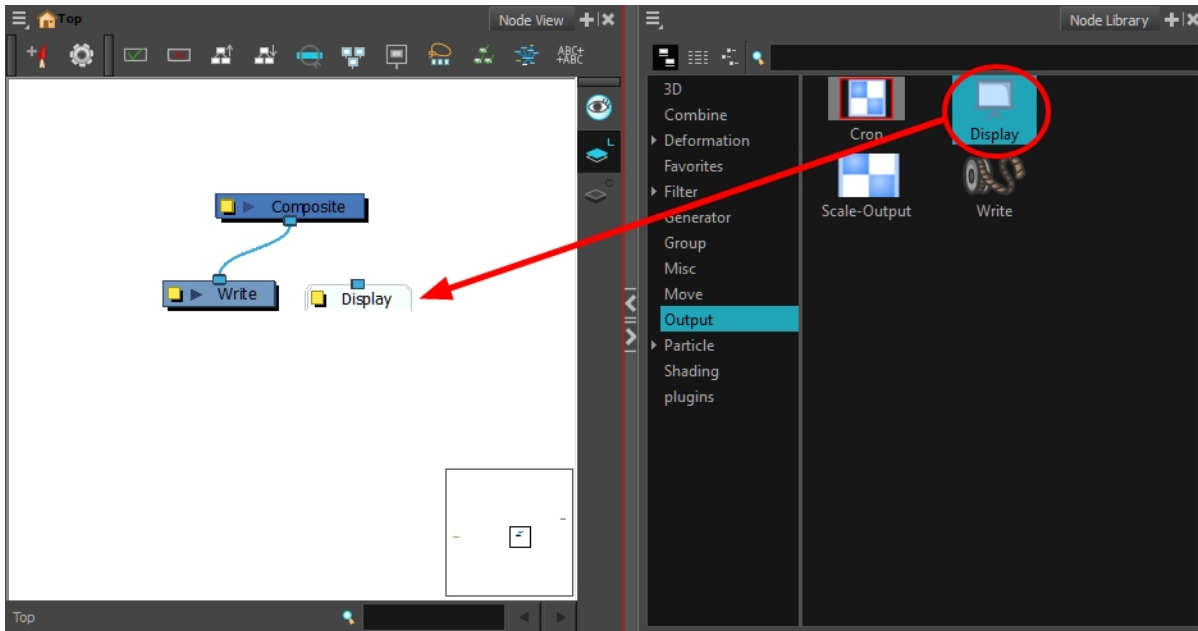 Top
Node View
ABC+
ABC
L
C
Composite
Write
Display
Top
Node Library
3D
Combine
Deformation
Favorites
Filter
Generator
Group
Misc
Move
Output
Particle
Shading
plugins
Crop
Display
Scale-Output
Write